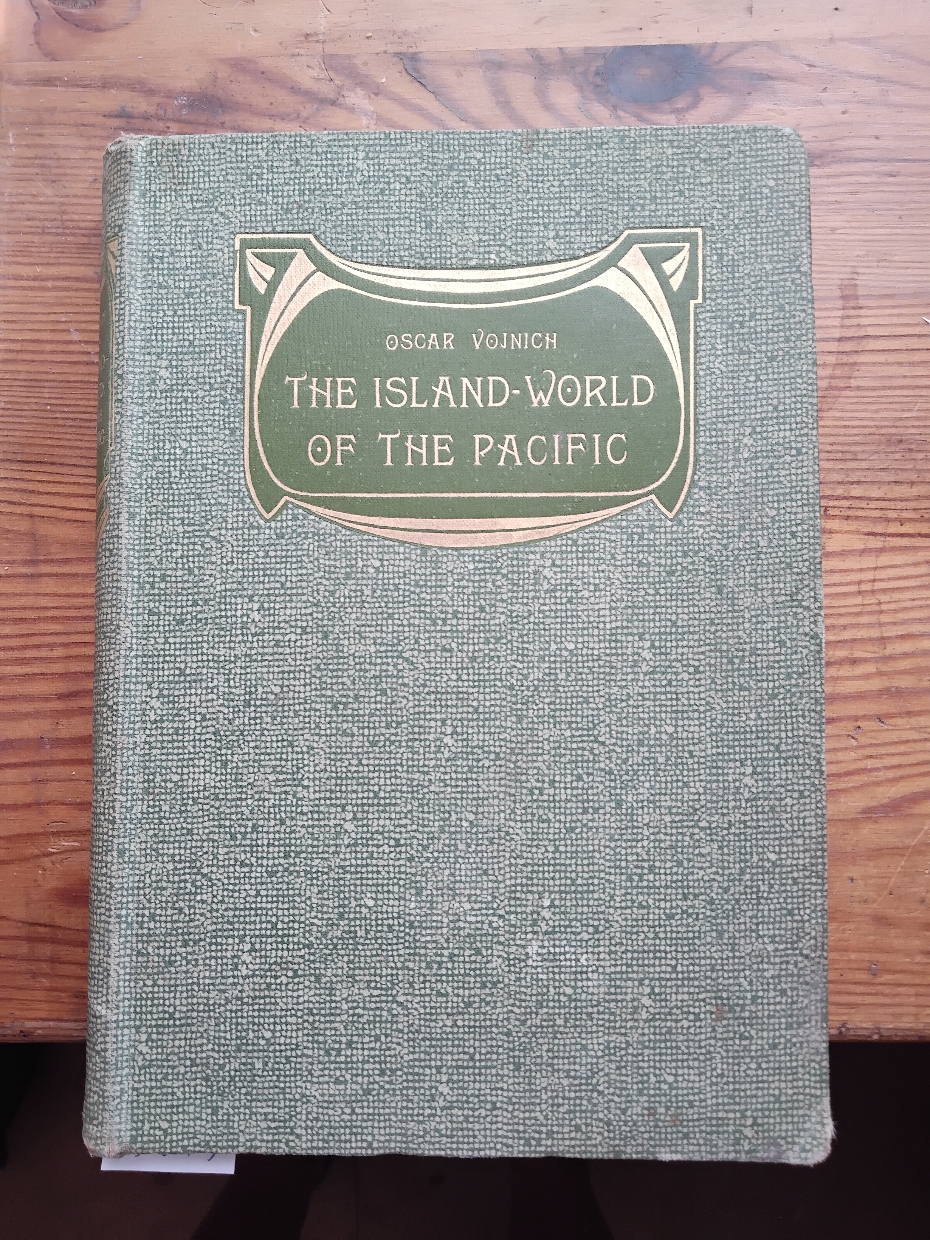 OSCAR VOJNICH
THE ISLAND-WORLD
OF THE PACIFIC